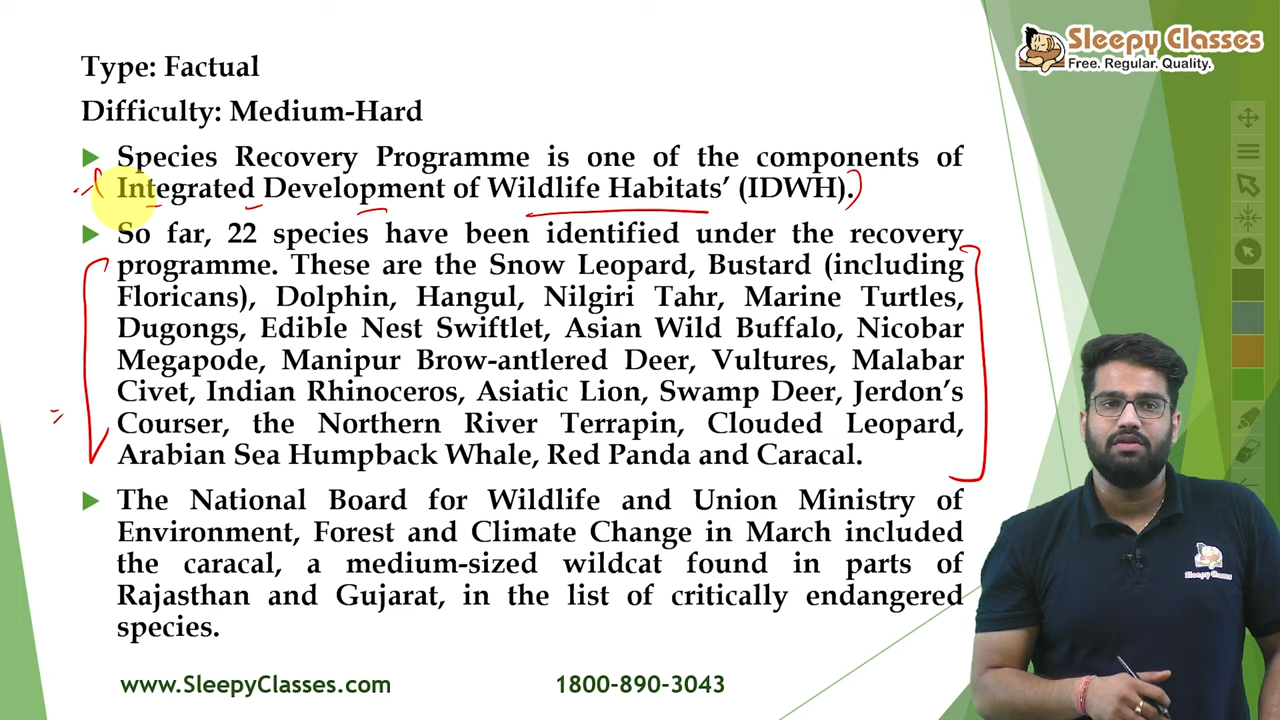 Sleepy Classes
Free. Regular. Quality.
Type: Factual
Difficulty: Medium-Hard
Species Recovery Programme is one of the components of
Integrated Development of Wildlife Habitats’ (IDWH).
So far, 22 species have been identified under the recovery
programme. These are the Snow Leopard, Bustard (including
Floricans), Dolphin, Hangul, Nilgiri Tahr, Marine Turtles,
Dugongs, Edible Nest Swiftlet, Asian Wild Buffalo, Nicobar
Megapode, Manipur Brow-antlered Deer, Vultures, Malabar
Civet, Indian Rhinoceros, Asiatic Lion, Swamp Deer, Jerdon’s
Courser, the Northern River Terrapin, Clouded Leopard,
Arabian Sea Humpback Whale, Red Panda and Caracal.
The National Board for Wildlife and Union Ministry of
Environment, Forest and Climate Change in March included
the caracal, a medium-sized wildcat found in parts of
Rajasthan and Gujarat, in the list of critically endangered
species.
Sleepy Classes
www.SleepyClasses.com
1800-890-3043